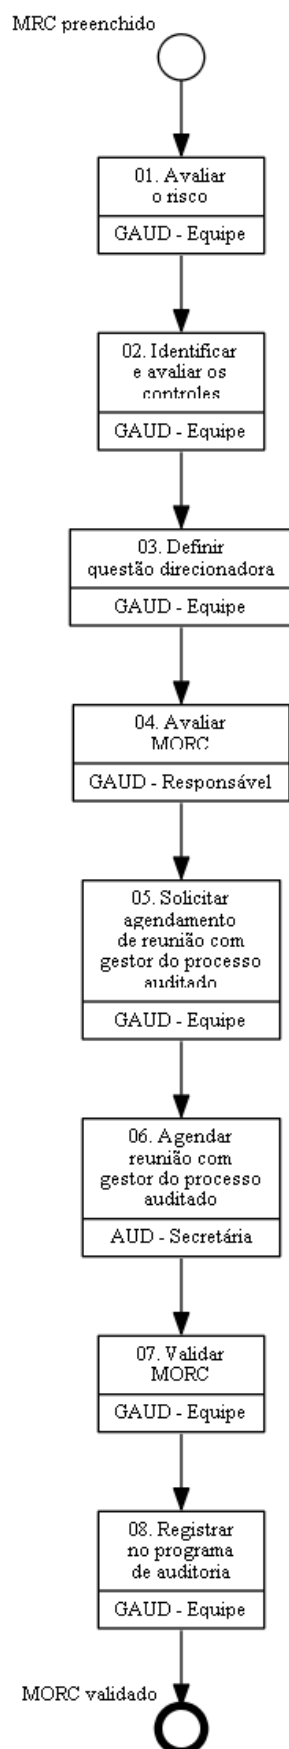 MRC preenchido
01. Avaliar
o risco
GAUD - Equipe
02. Identificar
e avaliar os
controles
GAUD - Equipe
03. Definir
questão direcionadora
GAUD - Equipe
04. Avaliar
MORC
GAUD - Responsável
05. Solicitar
agendamento
de reunião com
gestor do processo
auditado
GAUD - Equipe
06. Agendar
reunião com
gestor do processo
auditado
AUD - Secretária
07. Validar
MORC
GAUD - Equipe
08. Registrar
no programa
de auditoria
GAUD - Equipe
MORC validado